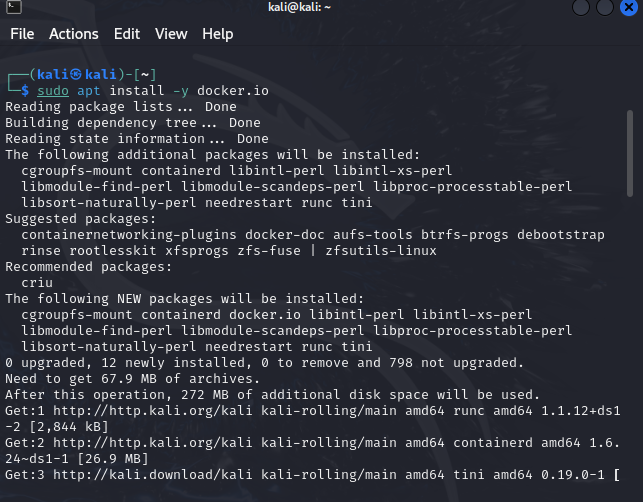 kali@kali: ~
File Actions Edit View Help
┌──(kali㉿kali)-[~]
└─$ sudo apt install -y docker.io
Reading package lists... Done
Building dependency tree... Done
Reading state information... Done
The following additional packages will be installed:
cgroupfs-mount containerd libintl-perl libintl-xs-perl
libmodule-find-perl libmodule-scandeps-perl libproc-processtable-perl
libsort-naturally-perl needrestart runc tini
Suggested packages:
containernetworking-plugins docker-doc aufs-tools btrfs-progs debootstrap
rinse rootlesskit xfsprogs zfs-fuse | zfsutils-linux
Recommended packages:
criu
The following NEW packages will be installed:
cgroupfs-mount containerd docker.io libintl-perl libintl-xs-perl
libmodule-find-perl libmodule-scandeps-perl libproc-processtable-perl
libsort-naturally-perl needrestart runc tini
0 upgraded, 12 newly installed, 0 to remove and 798 not upgraded.
Need to get 67.9 MB of archives.
After this operation, 272 MB of additional disk space will be used.
Get:1 http://http.kali.org/kali kali-rolling/main amd64 runc amd64 1.1.12+ds1
-2 [2,844 kB]
Get:2 http://http.kali.org/kali kali-rolling/main amd64 containerd amd64 1.6.
24~ds1-1 [26.9 MB]
Get:3 http://kali.download/kali kali-rolling/main amd64 tini amd64 0.19.0-1 [